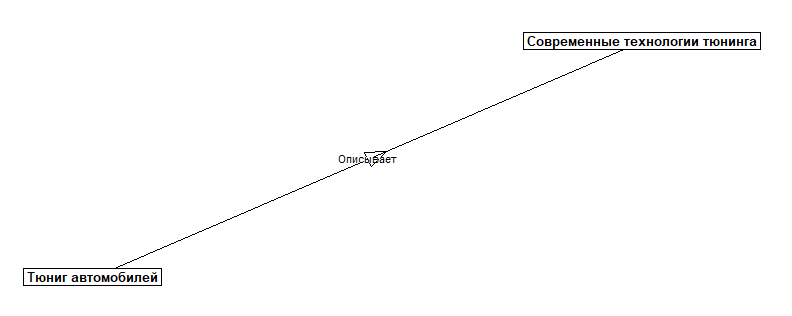 Современные технологии тюнинга
Описывает
Тюниг автомобилей